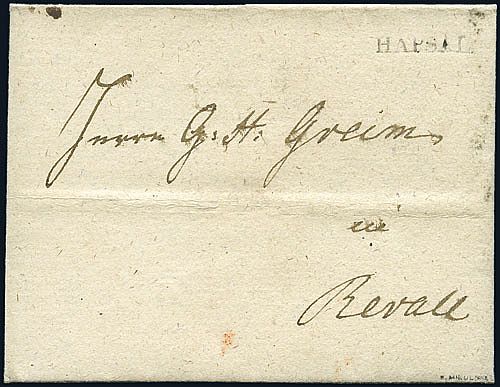 HAPSAL
Herrn G: H: Greim
in
Revall